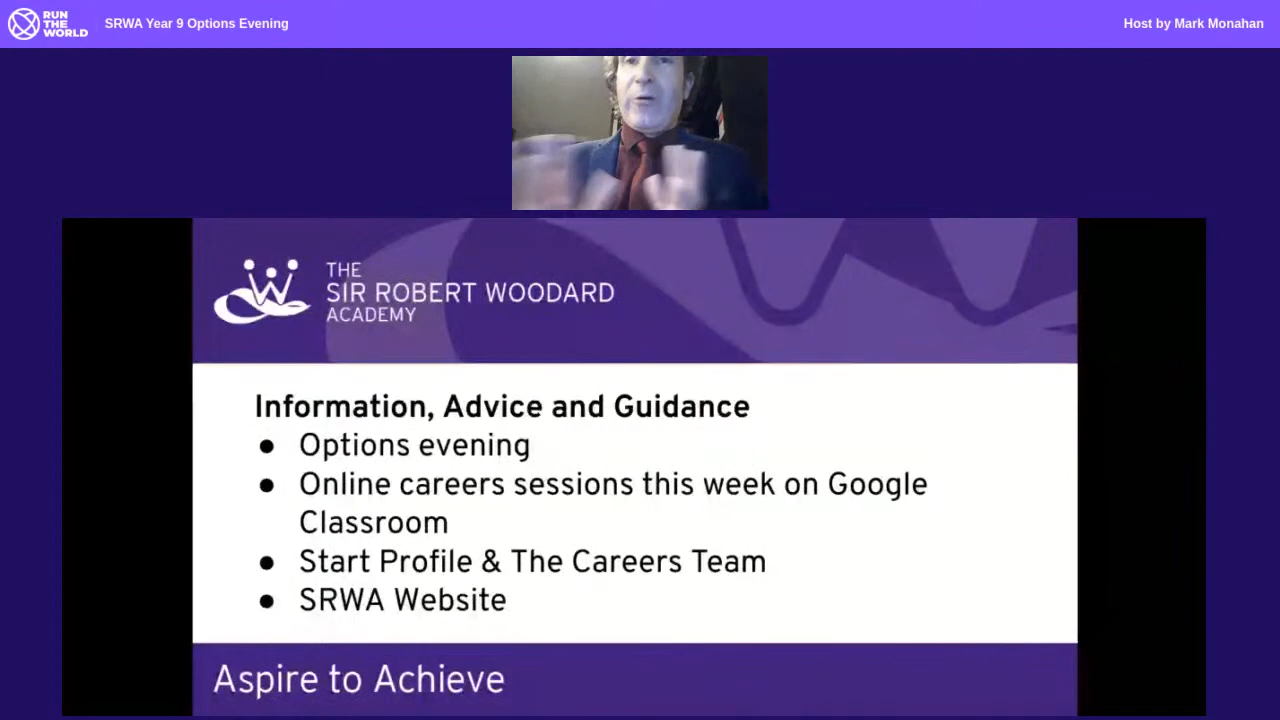 RUN
THE
WORLD
SRWA Year 9 Options Evening
Host by Mark Monahan
THE
SIR ROBERT WOODARD
ACADEMY
Information, Advice and Guidance
● Options evening
● Online careers sessions this week on Google
Classroom
● Start Profile & The Careers Team
● SRWA Website
Aspire to Achieve